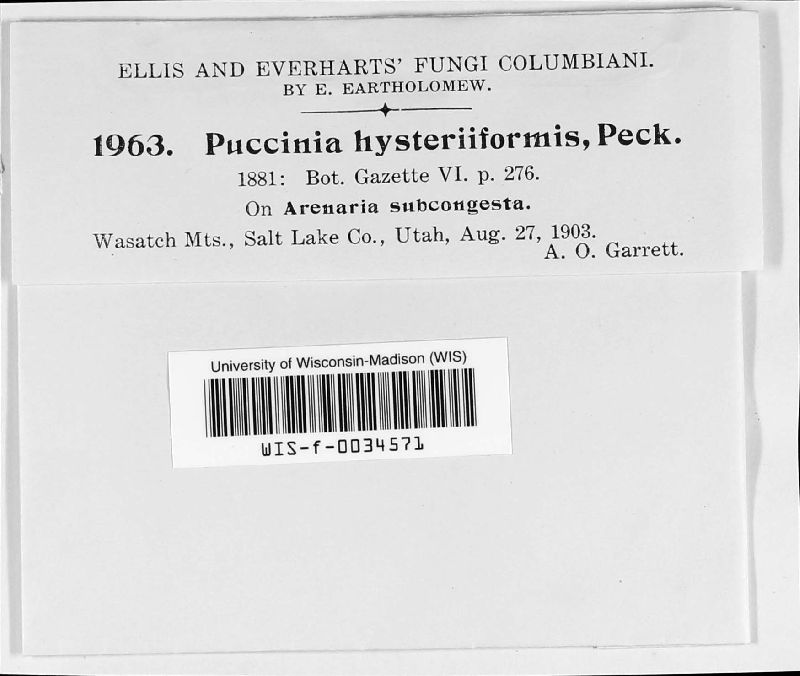 ELLIS AND EVERHARTS' FUNGI COLUMBIANI.
BY E. EARTHOLOMEW.
1963. Puccinia hysteriiformis, Peck.
1881: Bot. Gazette VI. p. 276.
On Arenaria subcongesta.
Wasatch Mts., Salt Lake Co., Utah, Aug. 27, 1903.
A. O. Garrett.
University of Wisconsin-Madison (WIS)
WIS-f-0034571